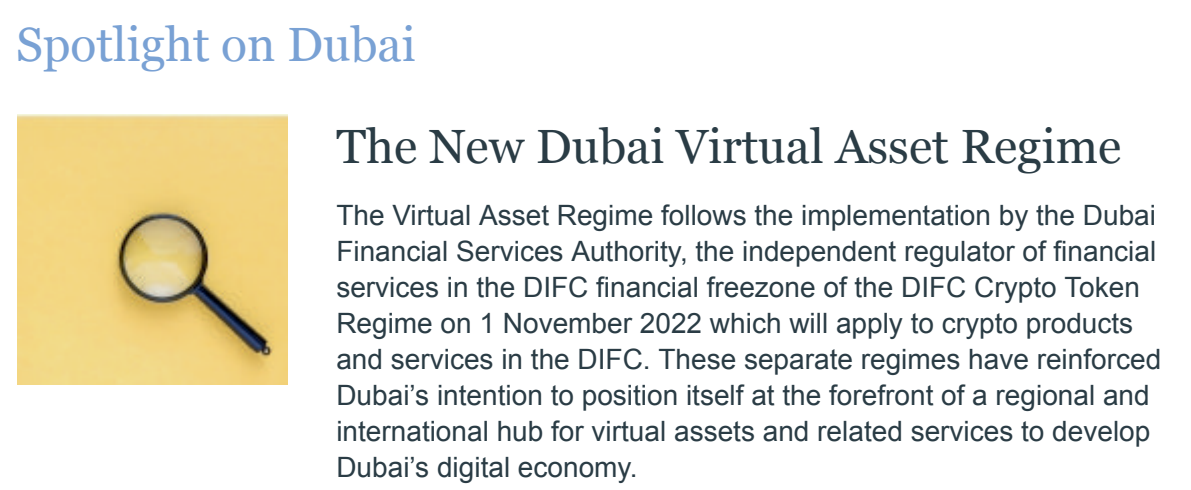 Spotlight on Dubai
The New Dubai Virtual Asset Regime
The Virtual Asset Regime follows the implementation by the Dubai
Financial Services Authority, the independent regulator of financial
services in the DIFC financial freezone of the DIFC Crypto Token
Regime on 1 November 2022 which will apply to crypto products
and services in the DIFC. These separate regimes have reinforced
Dubai’s intention to position itself at the forefront of a regional and
international hub for virtual assets and related services to develop
Dubai’s digital economy.